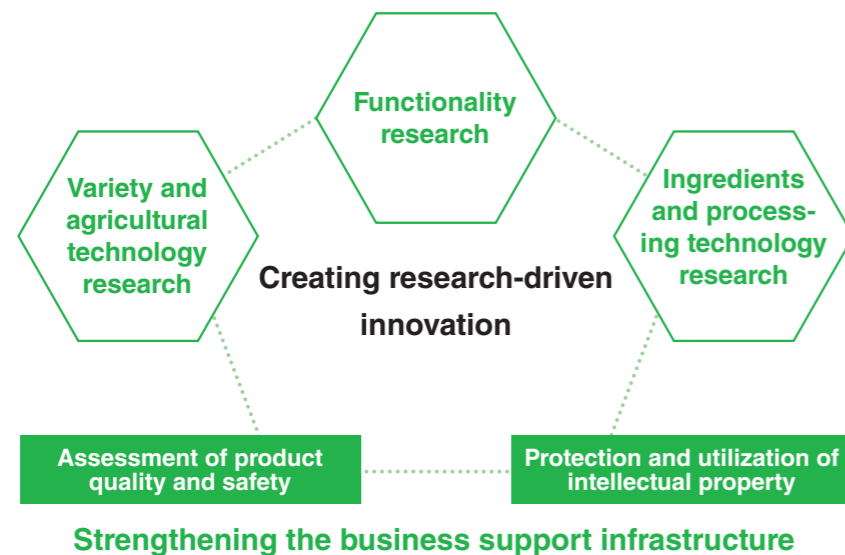 Functionality
research
Variety and
agricultural
technology
research
Ingredients
and process-
ing technology
research
Creating research-driven
innovation
Assessment of product
quality and safety
Protection and utilization of
intellectual property
Strengthening the business support infrastructure